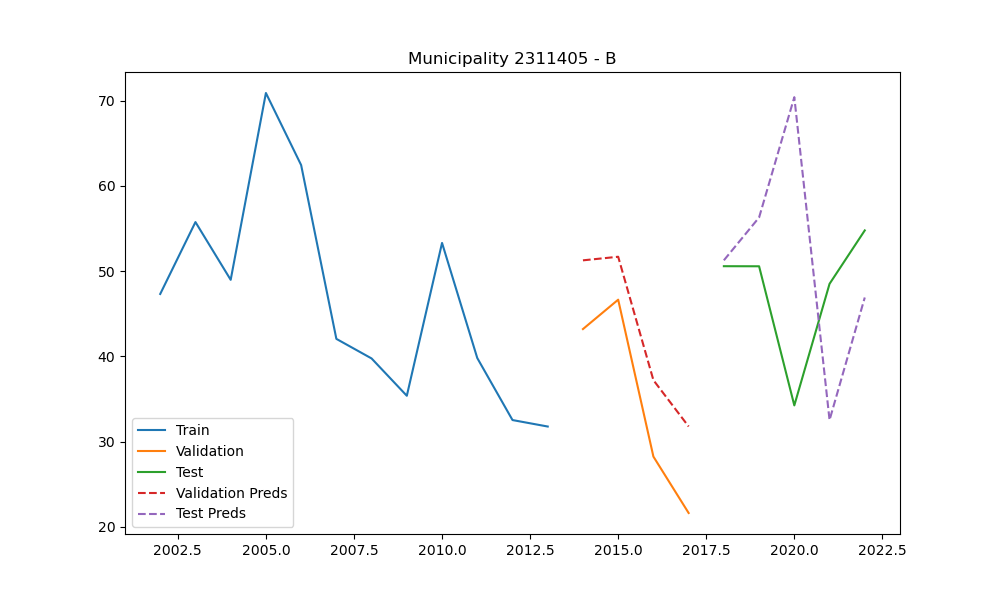 Municipality 2311405 - B
70
60
50
40
30
20
Train
Validation
Test
Validation Preds
Test Preds
2002.5 2005.0 2007.5 2010.0 2012.5 2015.0 2017.5 2020.0 2022.5